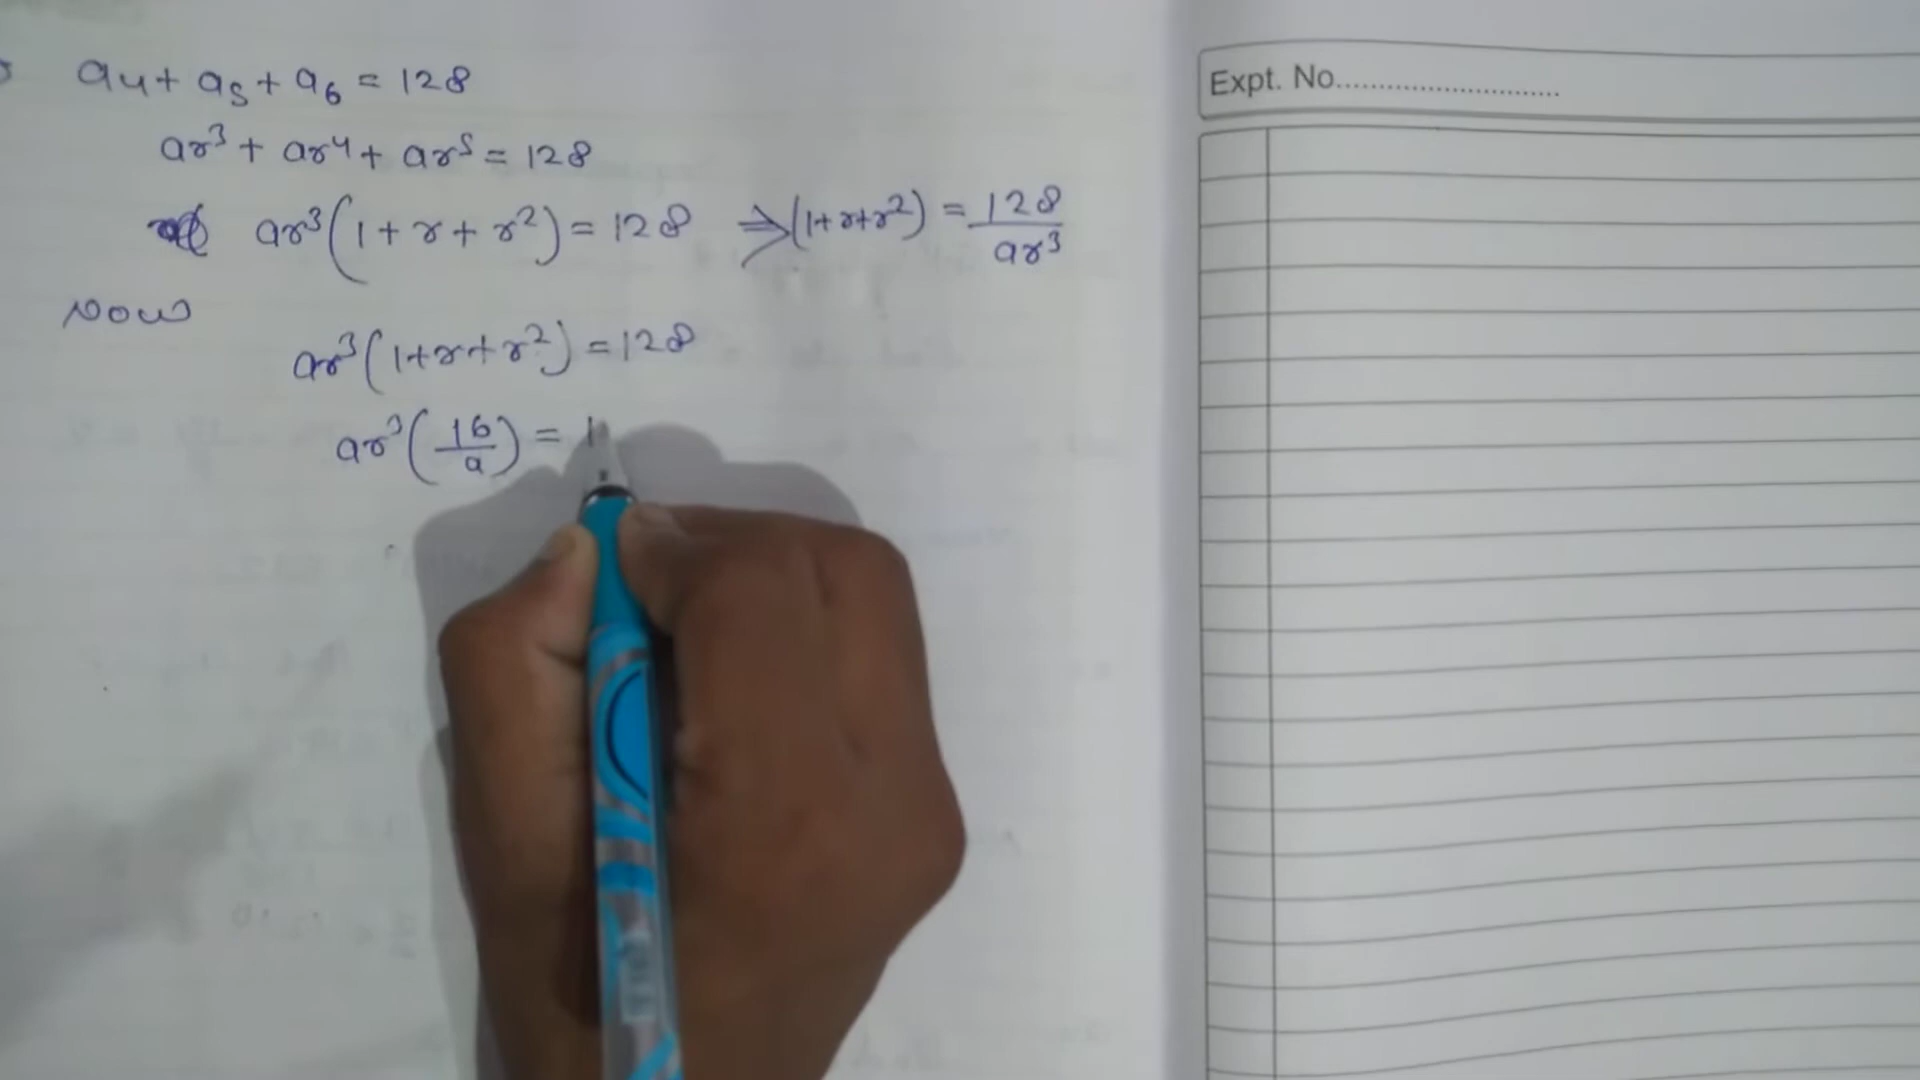 a₄ + a₅ + a₆ = 128
ar³ + ar⁴ + ar⁵ = 128
ar³(1 + r + r²) = 128 ⇒ (1+r+r²) = 128/ar³
Now
ar³(1+r+r²) = 128
ar³(16/a) = 1
Expt. No...........................